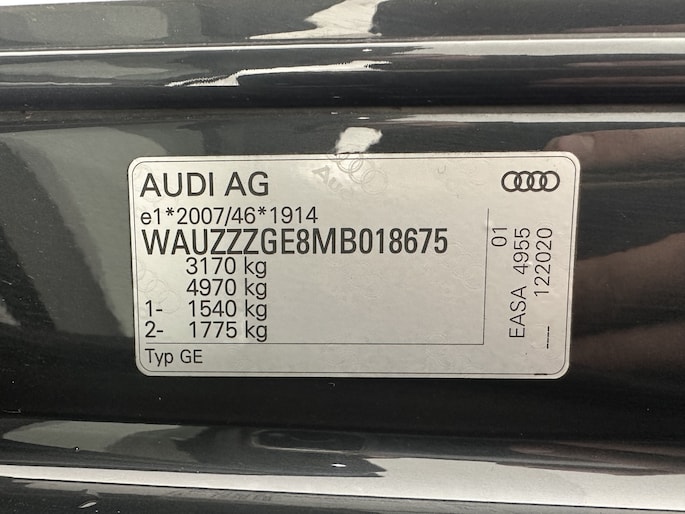 AUDI AG
e1*2007/46*1914
WAUZZZGE8MB018675
3170 kg
4970 kg
1- 1540 kg
2- 1775 kg
Typ GE
01
EASA 4955
___ 122020